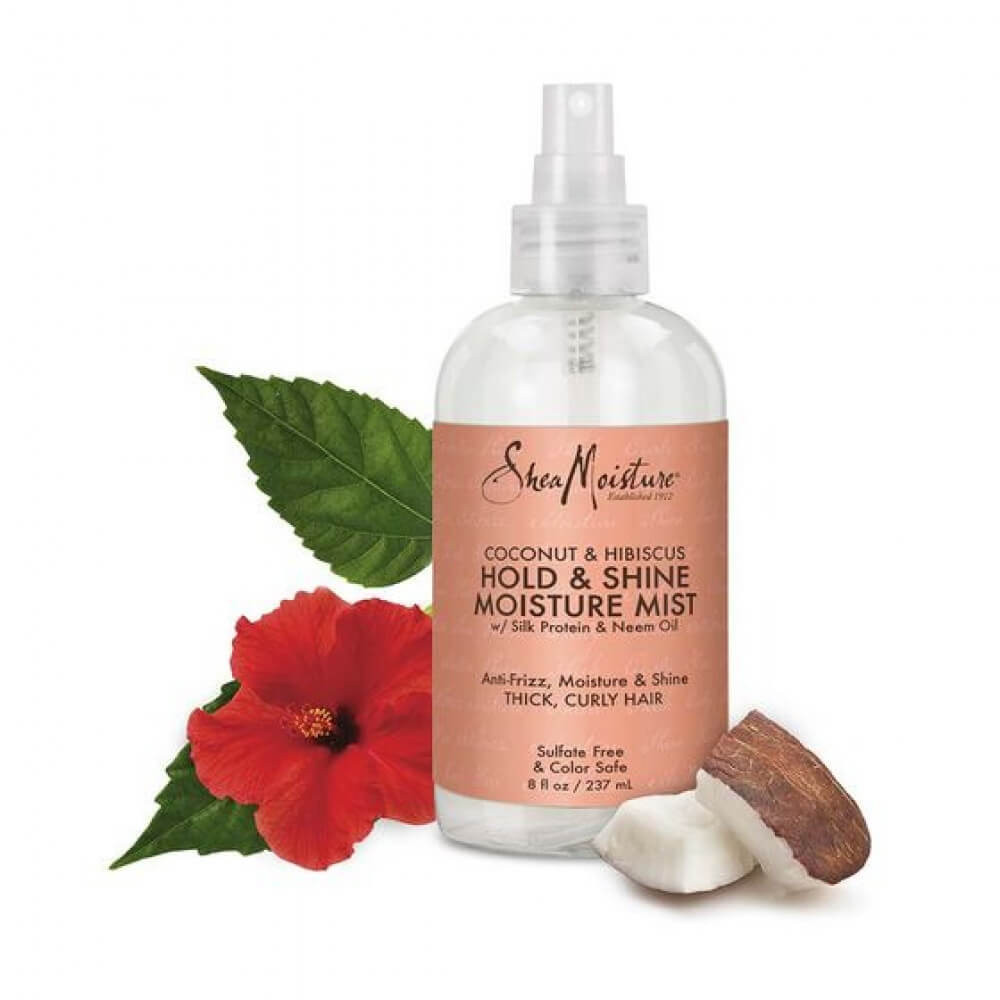 SheaMoisture®
Established 1912
COCONUT & HIBISCUS
HOLD & SHINE
MOISTURE MIST
w/ Silk Protein & Neem Oil
Anti-Frizz, Moisture & Shine
THICK, CURLY HAIR
Sulfate Free
& Color Safe
8 fl oz / 237 mL